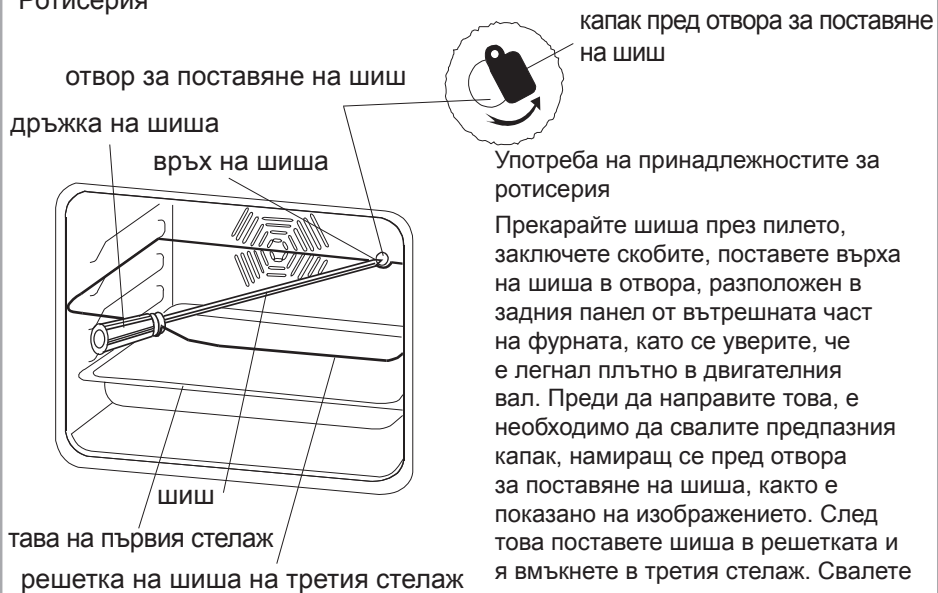 Ротисерия
капак пред отвора за поставяне
на шиш
отвор за поставяне на шиш
дръжка на шиша
връх на шиша
шиш
тава на първия стелаж
решетка на шиша на третия стелаж
Употреба на принадлежностите за
ротисерия
Прекарайте шиша през пилето,
заключете скобите, поставете върха
на шиша в отвора, разположен в
задния панел от вътрешната част
на фурната, като се уверите, че
е легнал плътно в двигателния
вал. Преди да направите това, е
необходимо да свалите предпазния
капак, намиращ се пред отвора
за поставяне на шиша, както е
показано на изображението. След
това поставете шиша в решетката и
я вмъкнете в третия стелаж. Свалете